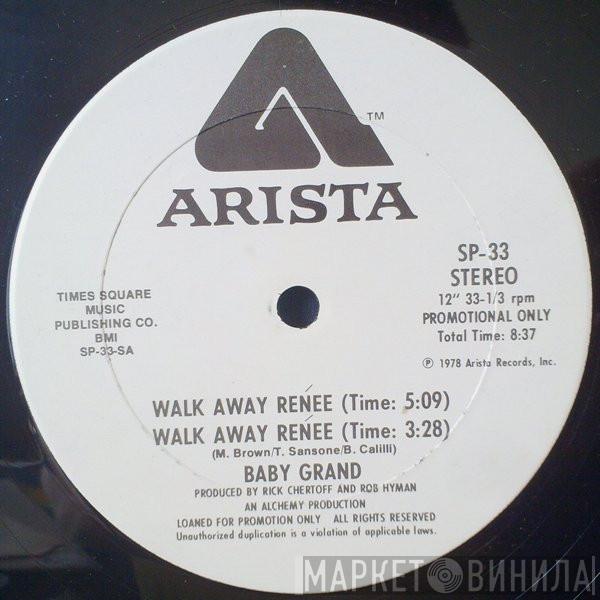 TM
ARISTA
SP-33
STEREO
12" 33-1/3 rpm
PROMOTIONAL ONLY
Total Time: 8:37
℗ 1978 Arista Records, Inc.
TIMES SQUARE
MUSIC
PUBLISHING CO.
BMI
SP-33-SA
WALK AWAY RENÉE (Time: 5:09)
WALK AWAY RENÉE (Time: 3:28)
(M. Brown/T. Sansone/B. Calilli)
BABY GRAND
PRODUCED BY RICK CHERTOFF AND ROB HYMAN
AN ALCHEMY PRODUCTION
LOANED FOR PROMOTION ONLY ALL RIGHTS RESERVED
Unauthorized duplication is a violation of applicable laws.
МАРКЕТ ВИНИЛА